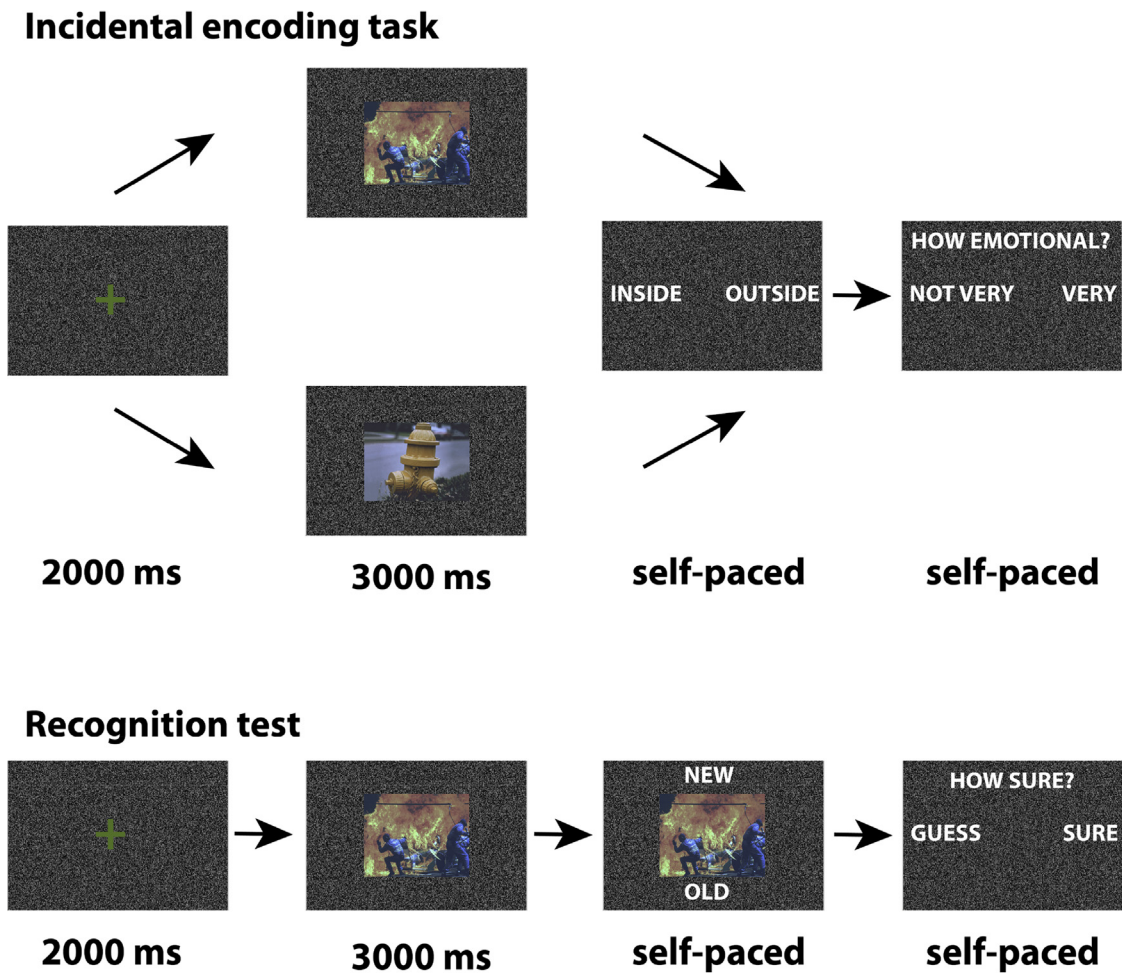 Incidental encoding task
HOW EMOTIONAL?
INSIDE OUTSIDE
NOT VERY VERY
2000 ms 3000 ms self-paced self-paced
Recognition test
NEW
HOW SURE?
GUESS SURE
OLD
2000 ms 3000 ms self-paced self-paced